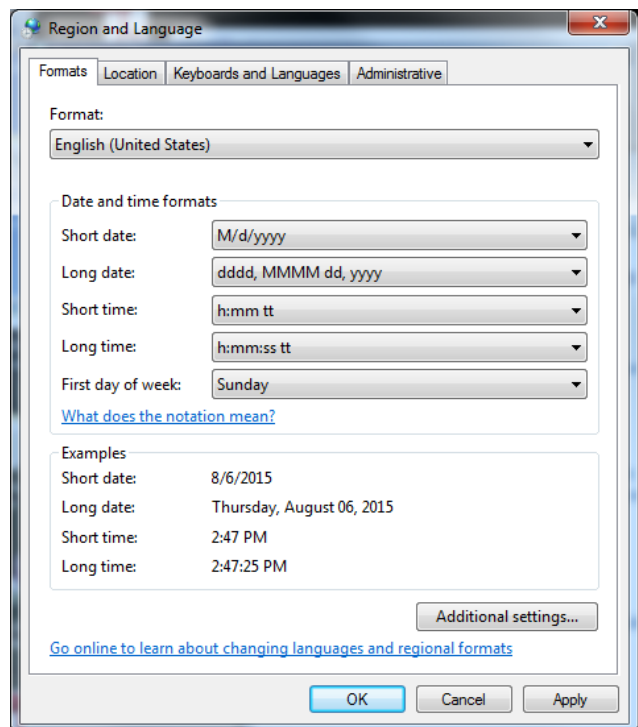 Region and Language
Formats Location Keyboards and Languages Administrative
Format:
English (United States)
Date and time formats
Short date: M/d/yyyy
Long date: dddd, MMMM dd, yyyy
Short time: h:mm tt
Long time: h:mm:ss tt
First day of week: Sunday
What does the notation mean?
Examples
Short date: 8/6/2015
Long date: Thursday, August 06, 2015
Short time: 2:47 PM
Long time: 2:47:25 PM
Additional settings...
Go online to learn about changing languages and regional formats
OK Cancel Apply